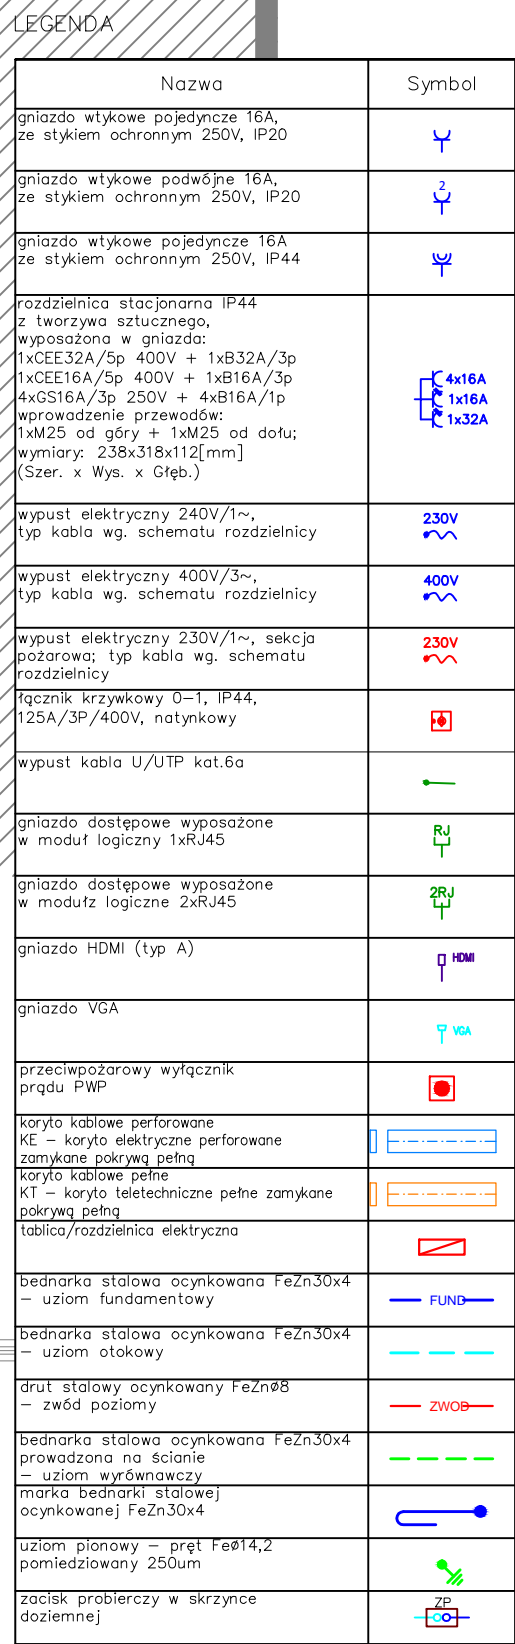 LEGENDA
Nazwa
Symbol
gniazdo wtykowe pojedyncze 16A,
ze stykiem ochronnym 250V, IP20
gniazdo wtykowe podwójne 16A,
ze stykiem ochronnym 250V, IP20
2
gniazdo wtykowe pojedyncze 16A
ze stykiem ochronnym 250V, IP44
rozdzielnica stacjonarna IP44
z tworzywa sztucznego,
wyposażona w gniazda:
1xCEE32A/5p 400V + 1xB32A/3p
1xCEE16A/5p 400V + 1xB16A/3p
4xGS16A/3p 250V + 4xB16A/1p
wprowadzenie przewodów:
1xM25 od góry + 1xM25 od dołu;
wymiary: 238x318x112[mm]
(Szer. x Wys. x Głęb.)
4x16A
1x16A
1x32A
wypust elektryczny 240V/1~,
typ kabla wg. schematu rozdzielnicy
230V
wypust elektryczny 400V/3~,
typ kabla wg. schematu rozdzielnicy
400V
wypust elektryczny 230V/1~, sekcja
pożarowa; typ kabla wg. schematu
rozdzielnicy
230V
łącznik krzywkowy 0-1, IP44,
125A/3P/400V, natynkowy
wypust kabla U/UTP kat.6a
gniazdo dostępowe wyposażone
w moduł logiczny 1xRJ45
RJ
gniazdo dostępowe wyposażone
w modułz logiczne 2xRJ45
2RJ
gniazdo HDMI (typ A)
HDMI
gniazdo VGA
VGA
przeciwpożarowy wyłącznik
prądu PWP
koryto kablowe perforowane
KE – koryto elektryczne perforowane
zamykane pokrywą pełną
koryto kablowe pełne
KT – koryto teletechniczne pełne zamykane
pokrywą pełną
tablica/rozdzielnica elektryczna
bednarka stalowa ocynkowana FeZn30x4
– uziom fundamentowy
FUND
bednarka stalowa ocynkowana FeZn30x4
– uziom otokowy
drut stalowy ocynkowany FeZnø8
– zwód poziomy
ZWOD
bednarka stalowa ocynkowana FeZn30x4
prowadzona na ścianie
– uziom wyrównawczy
marka bednarki stalowej
ocynkowanej FeZn30x4
uziom pionowy – pręt Feø14,2
pomiedziowany 250um
zacisk probierczy w skrzynce
doziemnej
ZP